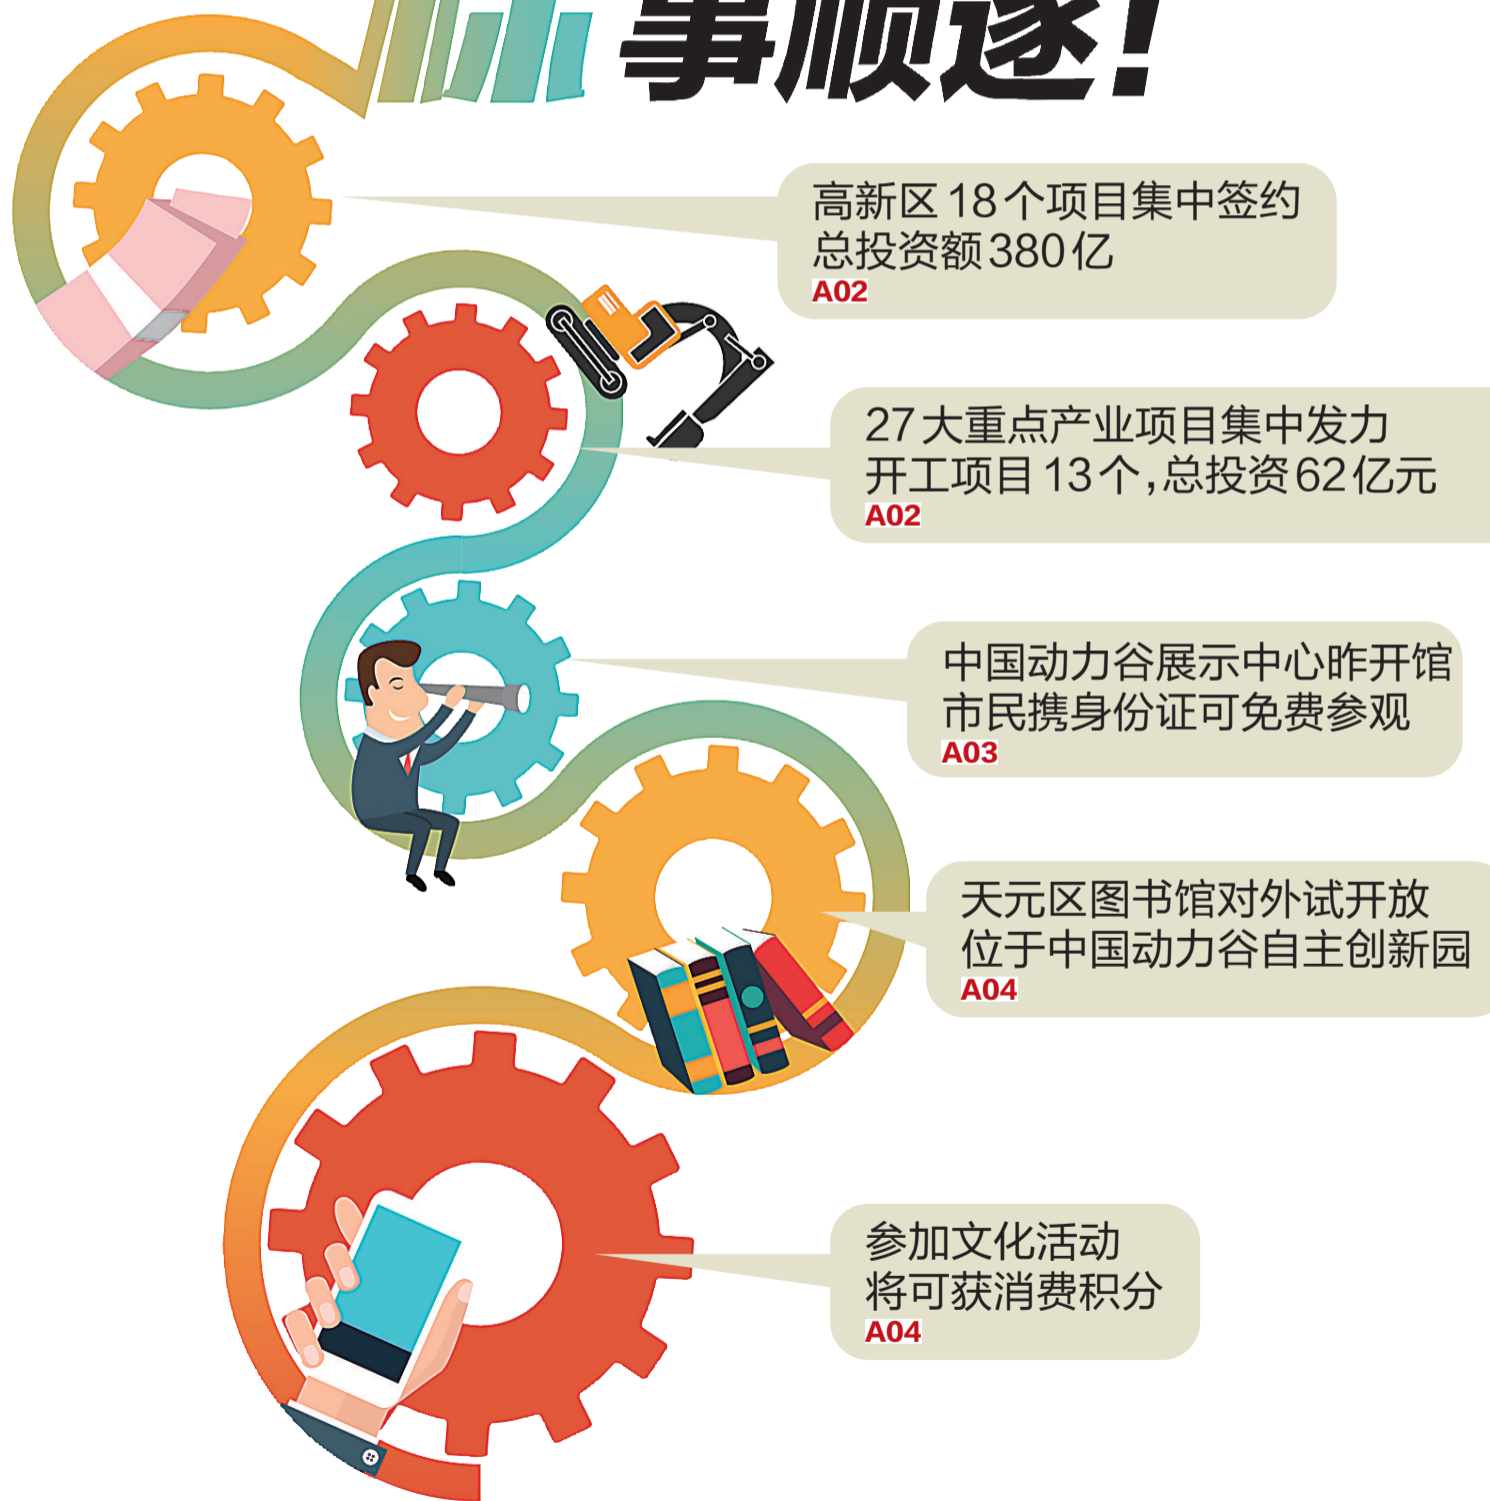 事顺遂!
高新区18个项目集中签约
总投资额380亿
A02
27大重点产业项目集中发力
开工项目13个,总投资62亿元
A02
中国动力谷展示中心昨开馆
市民携身份证可免费参观
A03
天元区图书馆对外试开放
位于中国动力谷自主创新园
A04
参加文化活动
将可获消费积分
A04